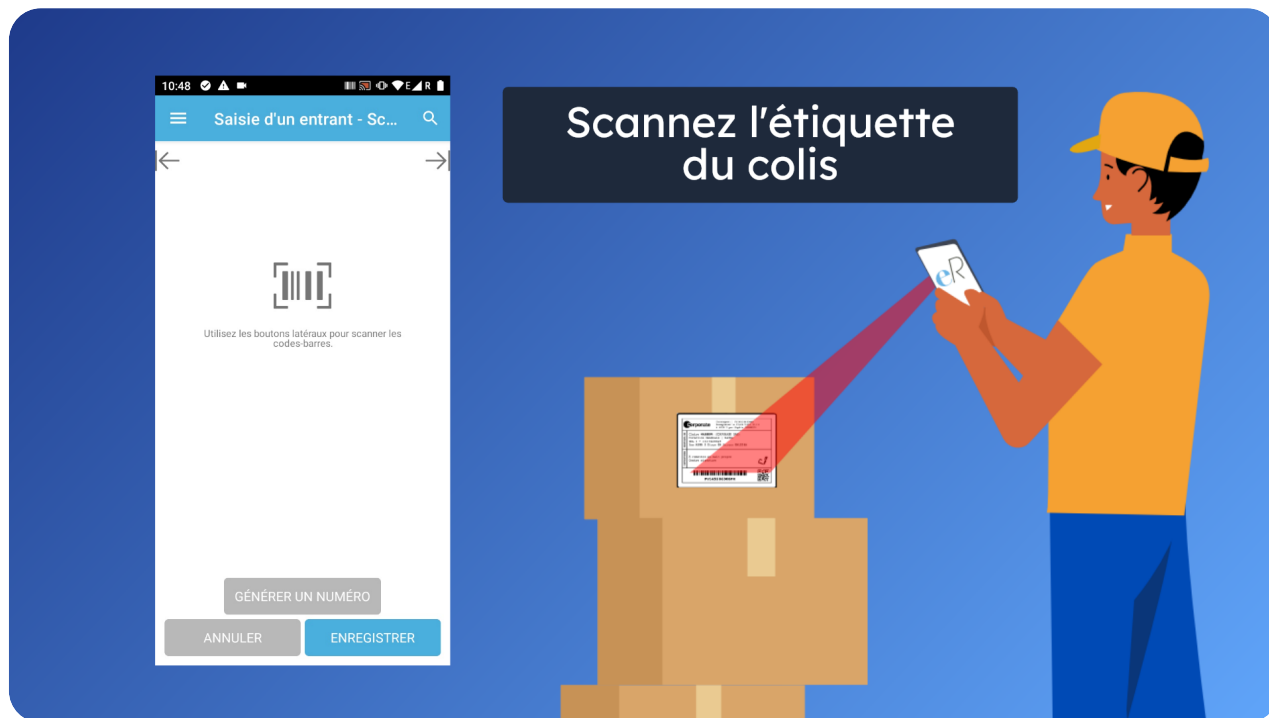 10:48
E R
Saisie d'un entrant - Sc...
Utilisez les boutons latéraux pour scanner les
codes-barres.
GÉNÉRER UN NUMÉRO
ANNULER
ENREGISTRER
Scannez l'étiquette
du colis
eR